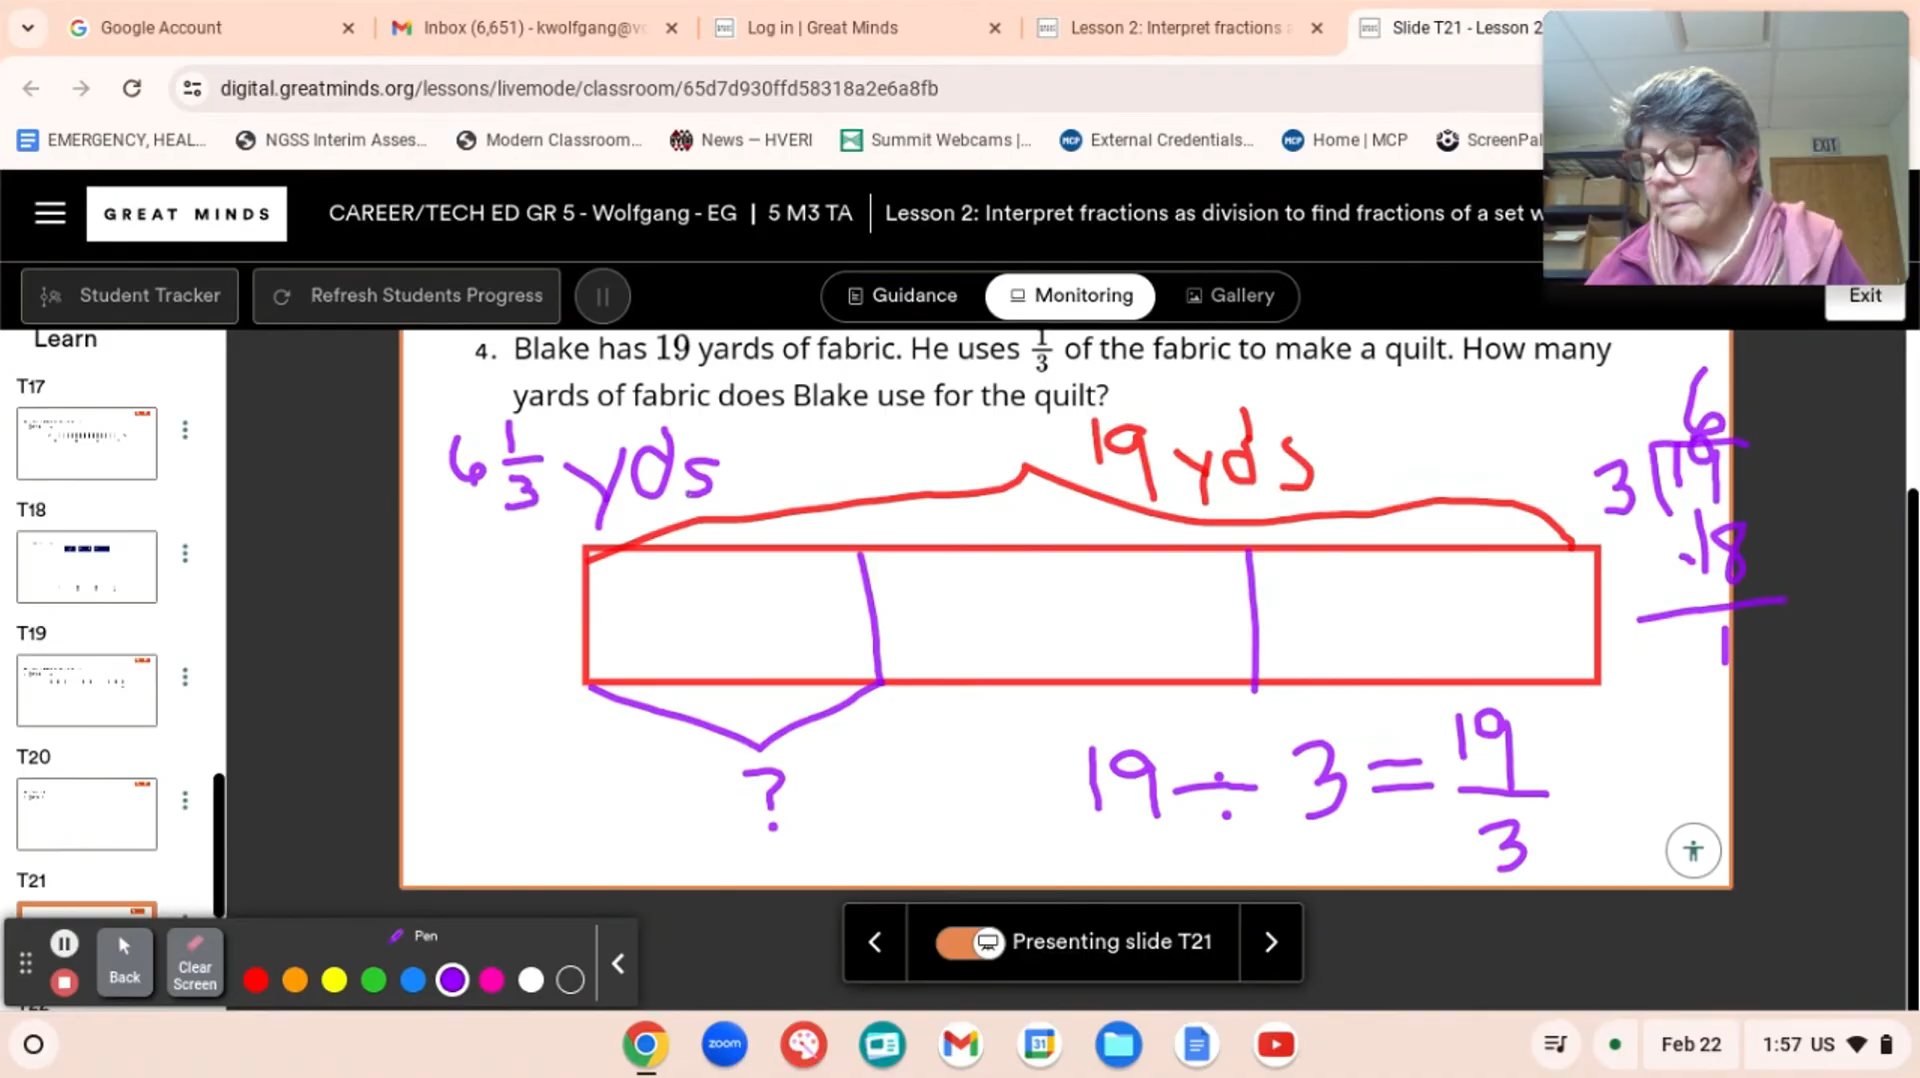 Google Account
Inbox (6,651) - kwolfgang@v
Log in | Great Minds
Lesson 2: Interpret fractions a
Slide T21 - Lesson 2
digital.greatminds.org/lessons/livemode/classroom/65d7d930ffd58318a2e6a8fb
EMERGENCY, HEAL...
NGSS Interim Asses...
Modern Classroom...
News — HVERI
Summit Webcams |...
MCP
External Credentials...
MCP
Home | MCP
ScreenPal
EXIT
GREAT MINDS
CAREER/TECH ED GR 5 - Wolfgang - EG | 5 M3 TA
Lesson 2: Interpret fractions as division to find fractions of a set w
Student Tracker
Refresh Students Progress
Guidance
Monitoring
Gallery
Exit
Learn
T17
T18
T19
T20
T21
4. Blake has 19 yards of fabric. He uses 1/3 of the fabric to make a quilt. How many
yards of fabric does Blake use for the quilt?
6 1/3 yds
19 yds
6
3 19
-18
1
?
19 ÷ 3 = 19/3
Pen
Back
Clear
Screen
Presenting slide T21
zoom
31
Feb 22
1:57 US